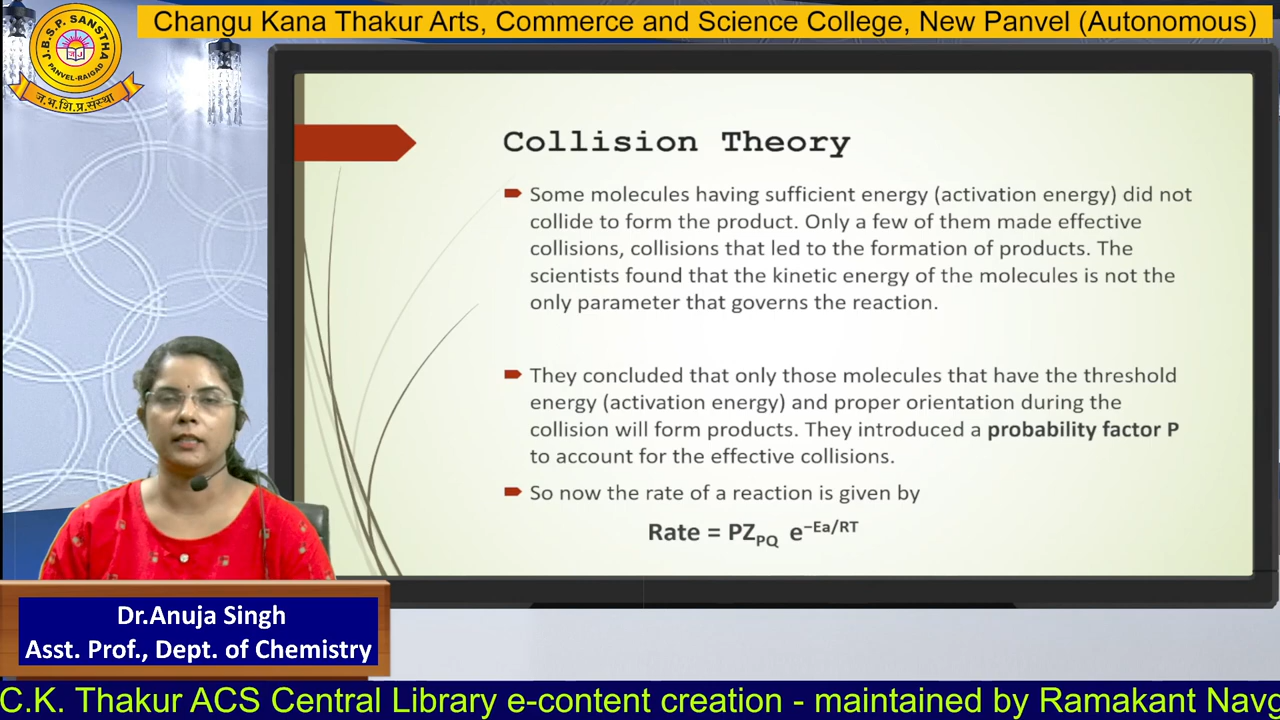 Changu Kana Thakur Arts, Commerce and Science College, New Panvel (Autonomous)
J.B.S.P. SANSTHA
PANVEL-RAIGAD
ज.भ.शि.प्र.संस्था
Collision Theory
Some molecules having sufficient energy (activation energy) did not
collide to form the product. Only a few of them made effective
collisions, collisions that led to the formation of products. The
scientists found that the kinetic energy of the molecules is not the
only parameter that governs the reaction.
They concluded that only those molecules that have the threshold
energy (activation energy) and proper orientation during the
collision will form products. They introduced a probability factor P
to account for the effective collisions.
So now the rate of a reaction is given by
Rate = PZPQ e–Ea/RT
Dr.Anuja Singh
Asst. Prof., Dept. of Chemistry
C.K. Thakur ACS Central Library e-content creation - maintained by Ramakant Navg